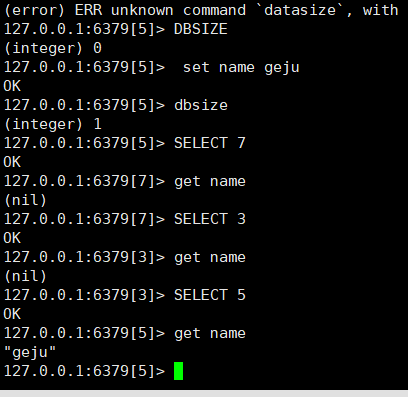 (error) ERR unknown command `datasize`, with
127.0.0.1:6379[5]> DBSIZE
(integer) 0
127.0.0.1:6379[5]>  set name geju
OK
127.0.0.1:6379[5]> dbsize
(integer) 1
127.0.0.1:6379[5]> SELECT 7
OK
127.0.0.1:6379[7]> get name
(nil)
127.0.0.1:6379[7]> SELECT 3
OK
127.0.0.1:6379[3]> get name
(nil)
127.0.0.1:6379[3]> SELECT 5
OK
127.0.0.1:6379[5]> get name
"geju"
127.0.0.1:6379[5]>